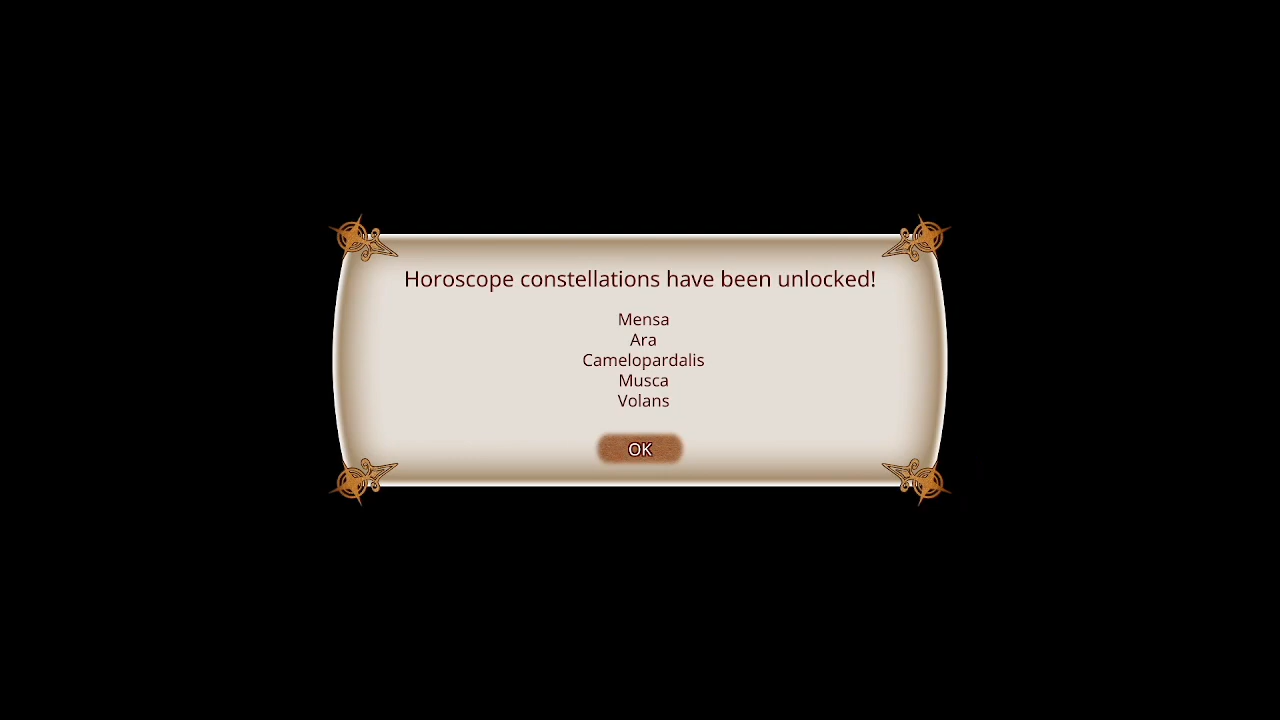 Horoscope constellations have been unlocked!
Mensa
Ara
Camelopardalis
Musca
Volans
OK